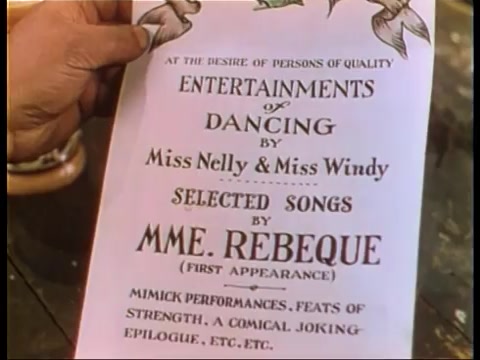 AT THE DESIRE OF PERSONS OF QUALITY
ENTERTAINMENTS
of
DANCING
BY
Miss Nelly & Miss Windy
SELECTED SONGS
BY
MME. REBEQUE
(FIRST APPEARANCE)
MIMICK PERFORMANCES. FEATS OF
STRENGTH. A COMICAL JOKING
EPILOGUE, ETC. ETC.